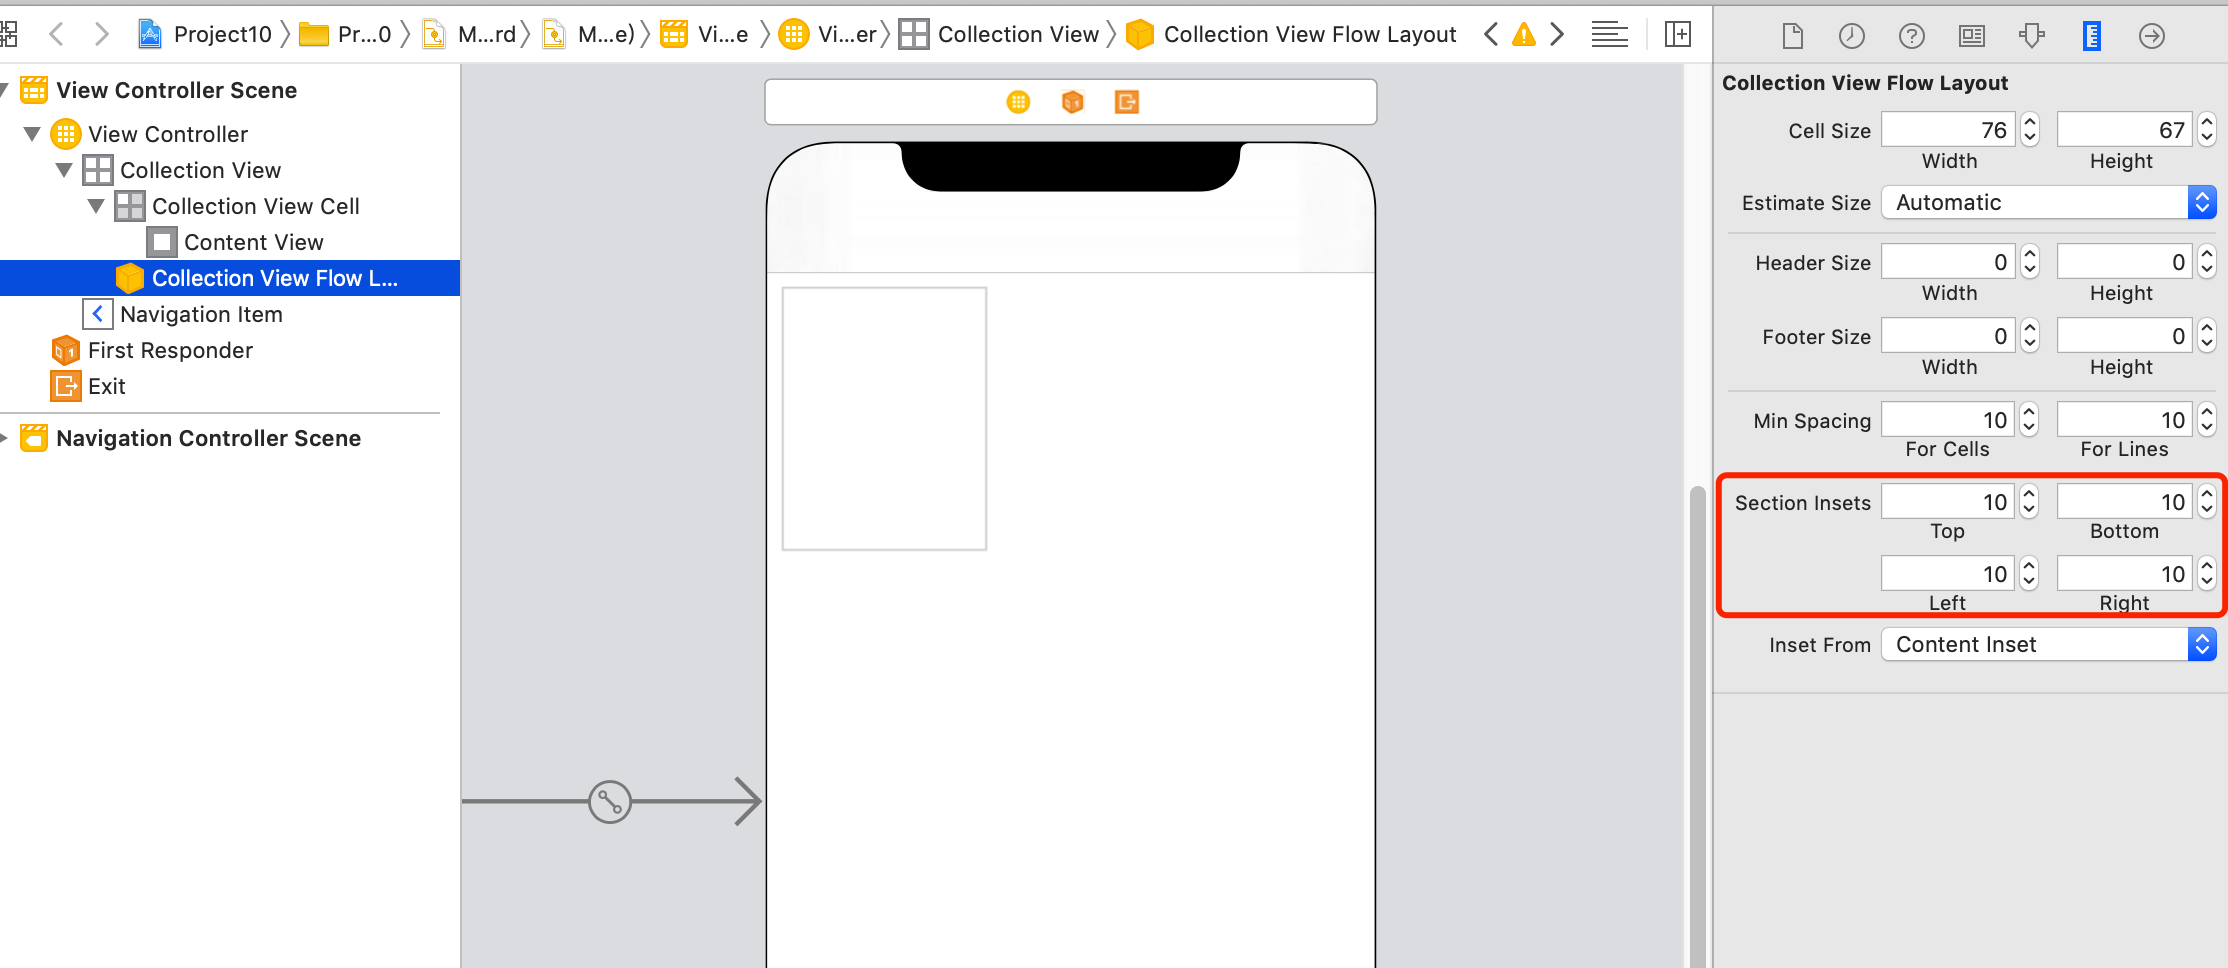 Project10 Pr...0 M...rd M...e) Vi...e Vi...er Collection View Collection View Flow Layout
View Controller Scene
View Controller
Collection View
Collection View Cell
Content View
Collection View Flow L...
Navigation Item
First Responder
Exit
Navigation Controller Scene
Collection View Flow Layout
Cell Size 76 67
Width Height
Estimate Size Automatic
Header Size 0 0
Width Height
Footer Size 0 0
Width Height
Min Spacing 10 10
For Cells For Lines
Section Insets 10 10
Top Bottom
10 10
Left Right
Inset From Content Inset